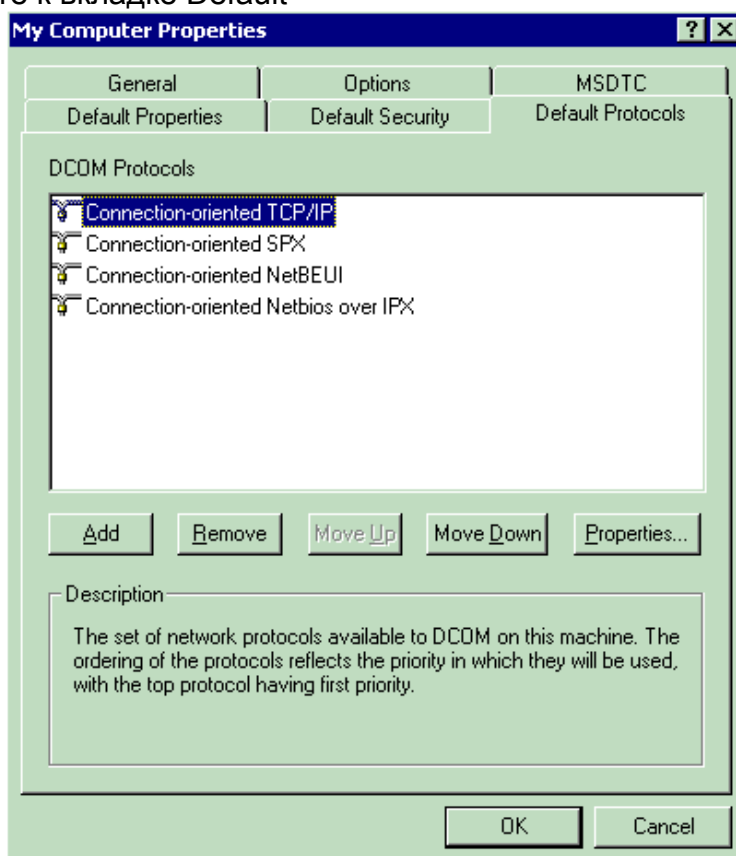 к вкладке Default
My Computer Properties
General Options MSDTC
Default Properties Default Security Default Protocols
DCOM Protocols
Connection-oriented TCP/IP
Connection-oriented SPX
Connection-oriented NetBEUI
Connection-oriented Netbios over IPX
Add Remove Move Up Move Down Properties...
Description
The set of network protocols available to DCOM on this machine. The
ordering of the protocols reflects the priority in which they will be used,
with the top protocol having first priority.
OK Cancel